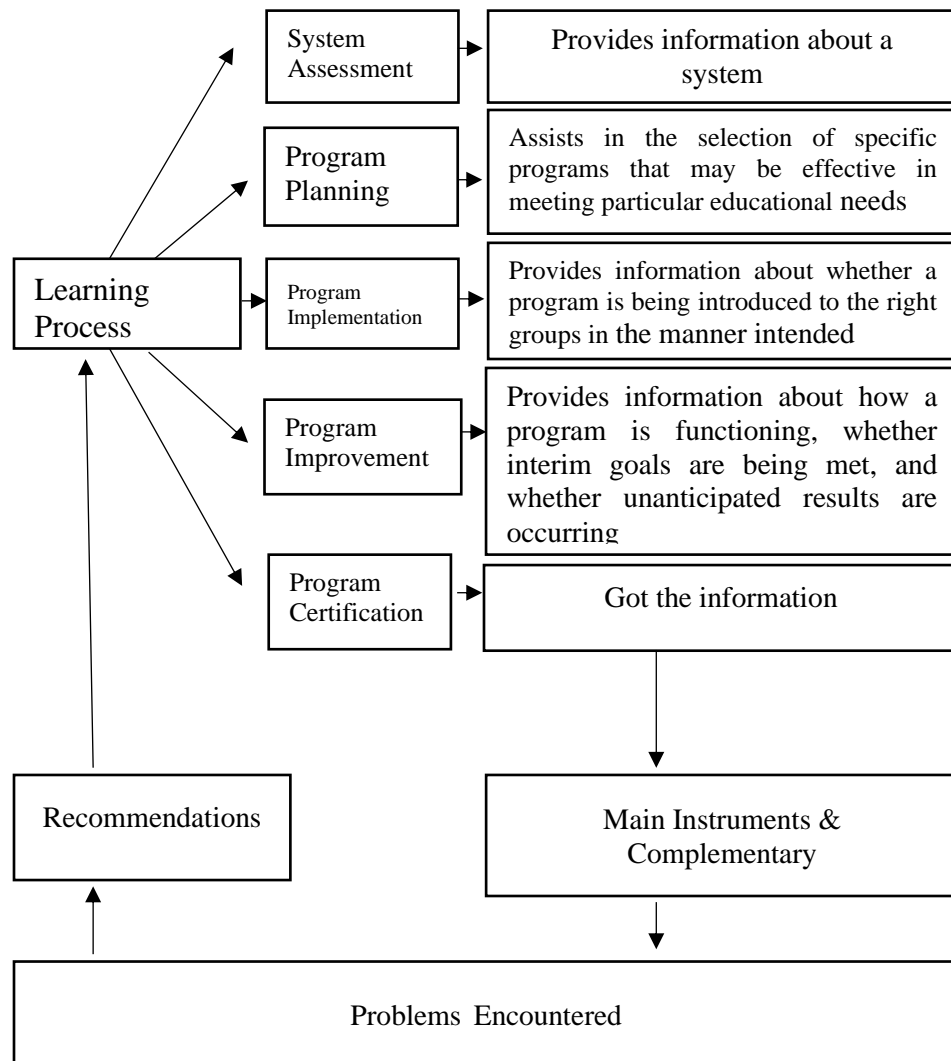 System
Assessment
Provides information about a
system
Program
Planning
Assists in the selection of specific
programs that may be effective in
meeting particular educational needs
Learning
Process
Program
Implementation
Provides information about whether a
program is being introduced to the right
groups in the manner intended
Program
Improvement
Provides information about how a
program is functioning, whether
interim goals are being met, and
whether unanticipated results are
occurring
Program
Certification
Got the information
Recommendations
Main Instruments &
Complementary
Problems Encountered